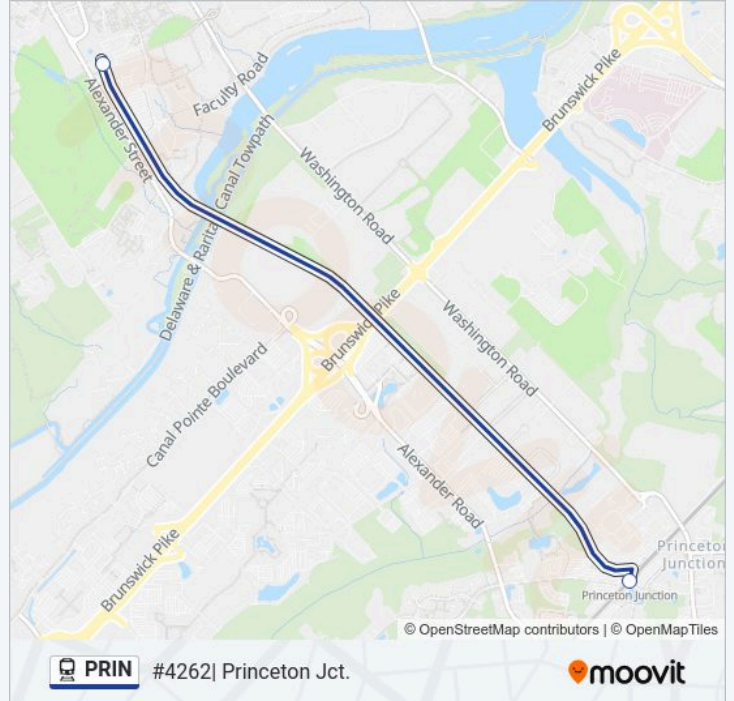 Faculty Road
Alexander Street
Brunswick Pike
Washington Road
Delaware & Raritan Canal Towpath
Brunswick Pike
Washington Road
Canal Pointe Boulevard
Alexander Road
Brunswick Pike
Princeton
Junction
Princeton Junction
© OpenStreetMap contributors | © OpenMapTiles
PRIN #4262| Princeton Jct.
moovit